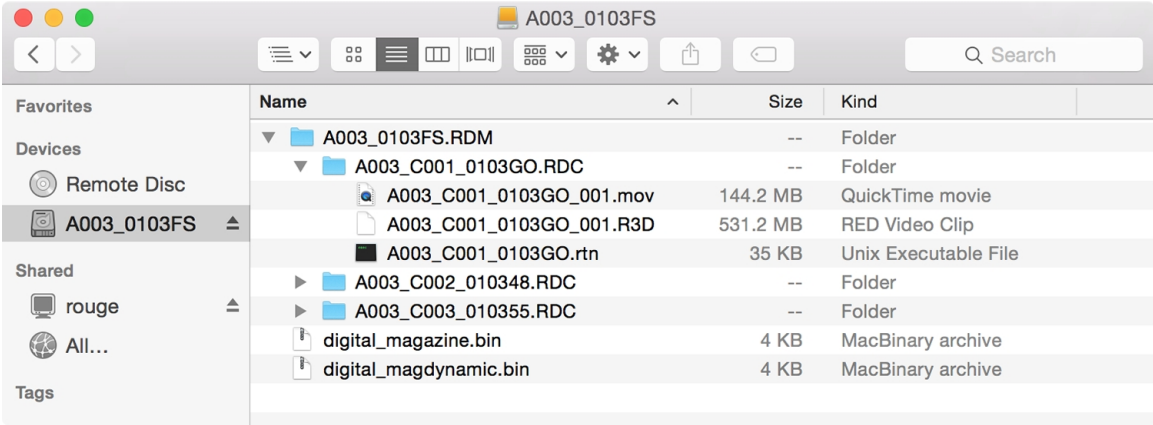 A003_0103FS
Search
Favorites
Devices
Remote Disc
A003_0103FS
Shared
rouge
All...
Tags
Name Size Kind
A003_0103FS.RDM -- Folder
A003_C001_0103GO.RDC -- Folder
A003_C001_0103GO_001.mov 144.2 MB QuickTime movie
A003_C001_0103GO_001.R3D 531.2 MB RED Video Clip
A003_C001_0103GO.rtn 35 KB Unix Executable File
A003_C002_010348.RDC -- Folder
A003_C003_010355.RDC -- Folder
digital_magazine.bin 4 KB MacBinary archive
digital_magdynamic.bin 4 KB MacBinary archive